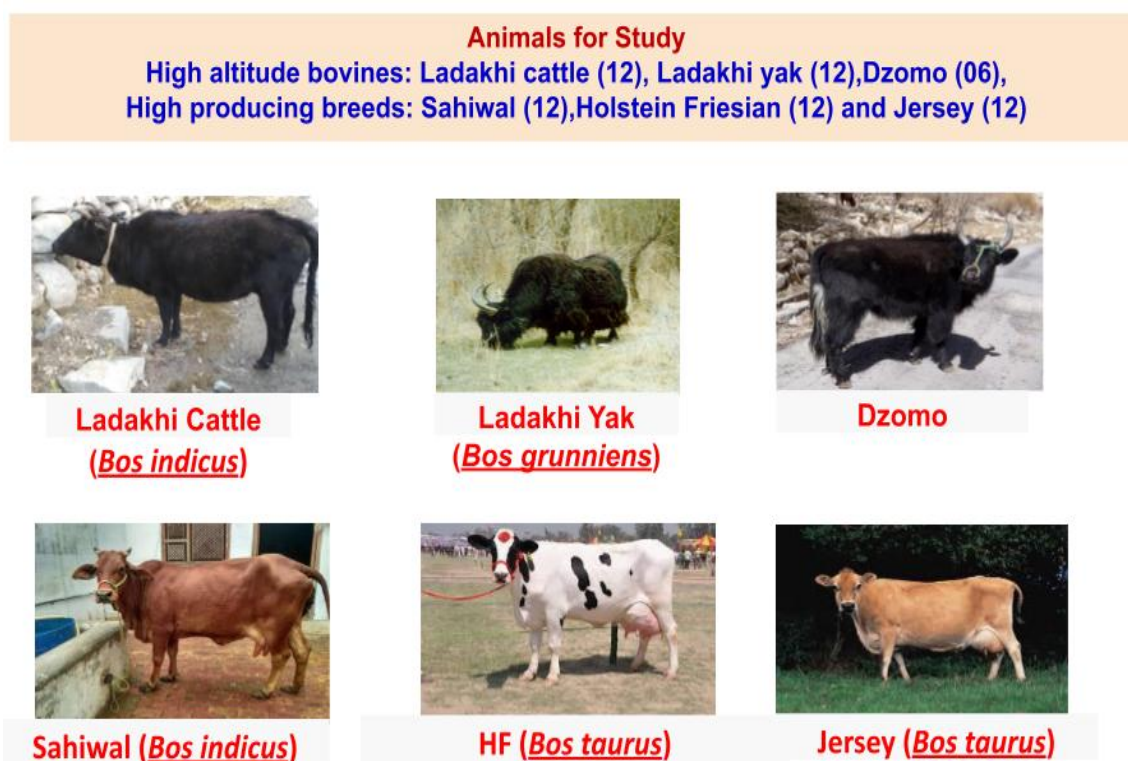 Animals for Study
High altitude bovines: Ladakhi cattle (12), Ladakhi yak (12),Dzomo (06),
High producing breeds: Sahiwal (12),Holstein Friesian (12) and Jersey (12)
Ladakhi Cattle
(Bos indicus)
Ladakhi Yak
(Bos grunniens)
Dzomo
Sahiwal (Bos indicus)
HF (Bos taurus)
Jersey (Bos taurus)